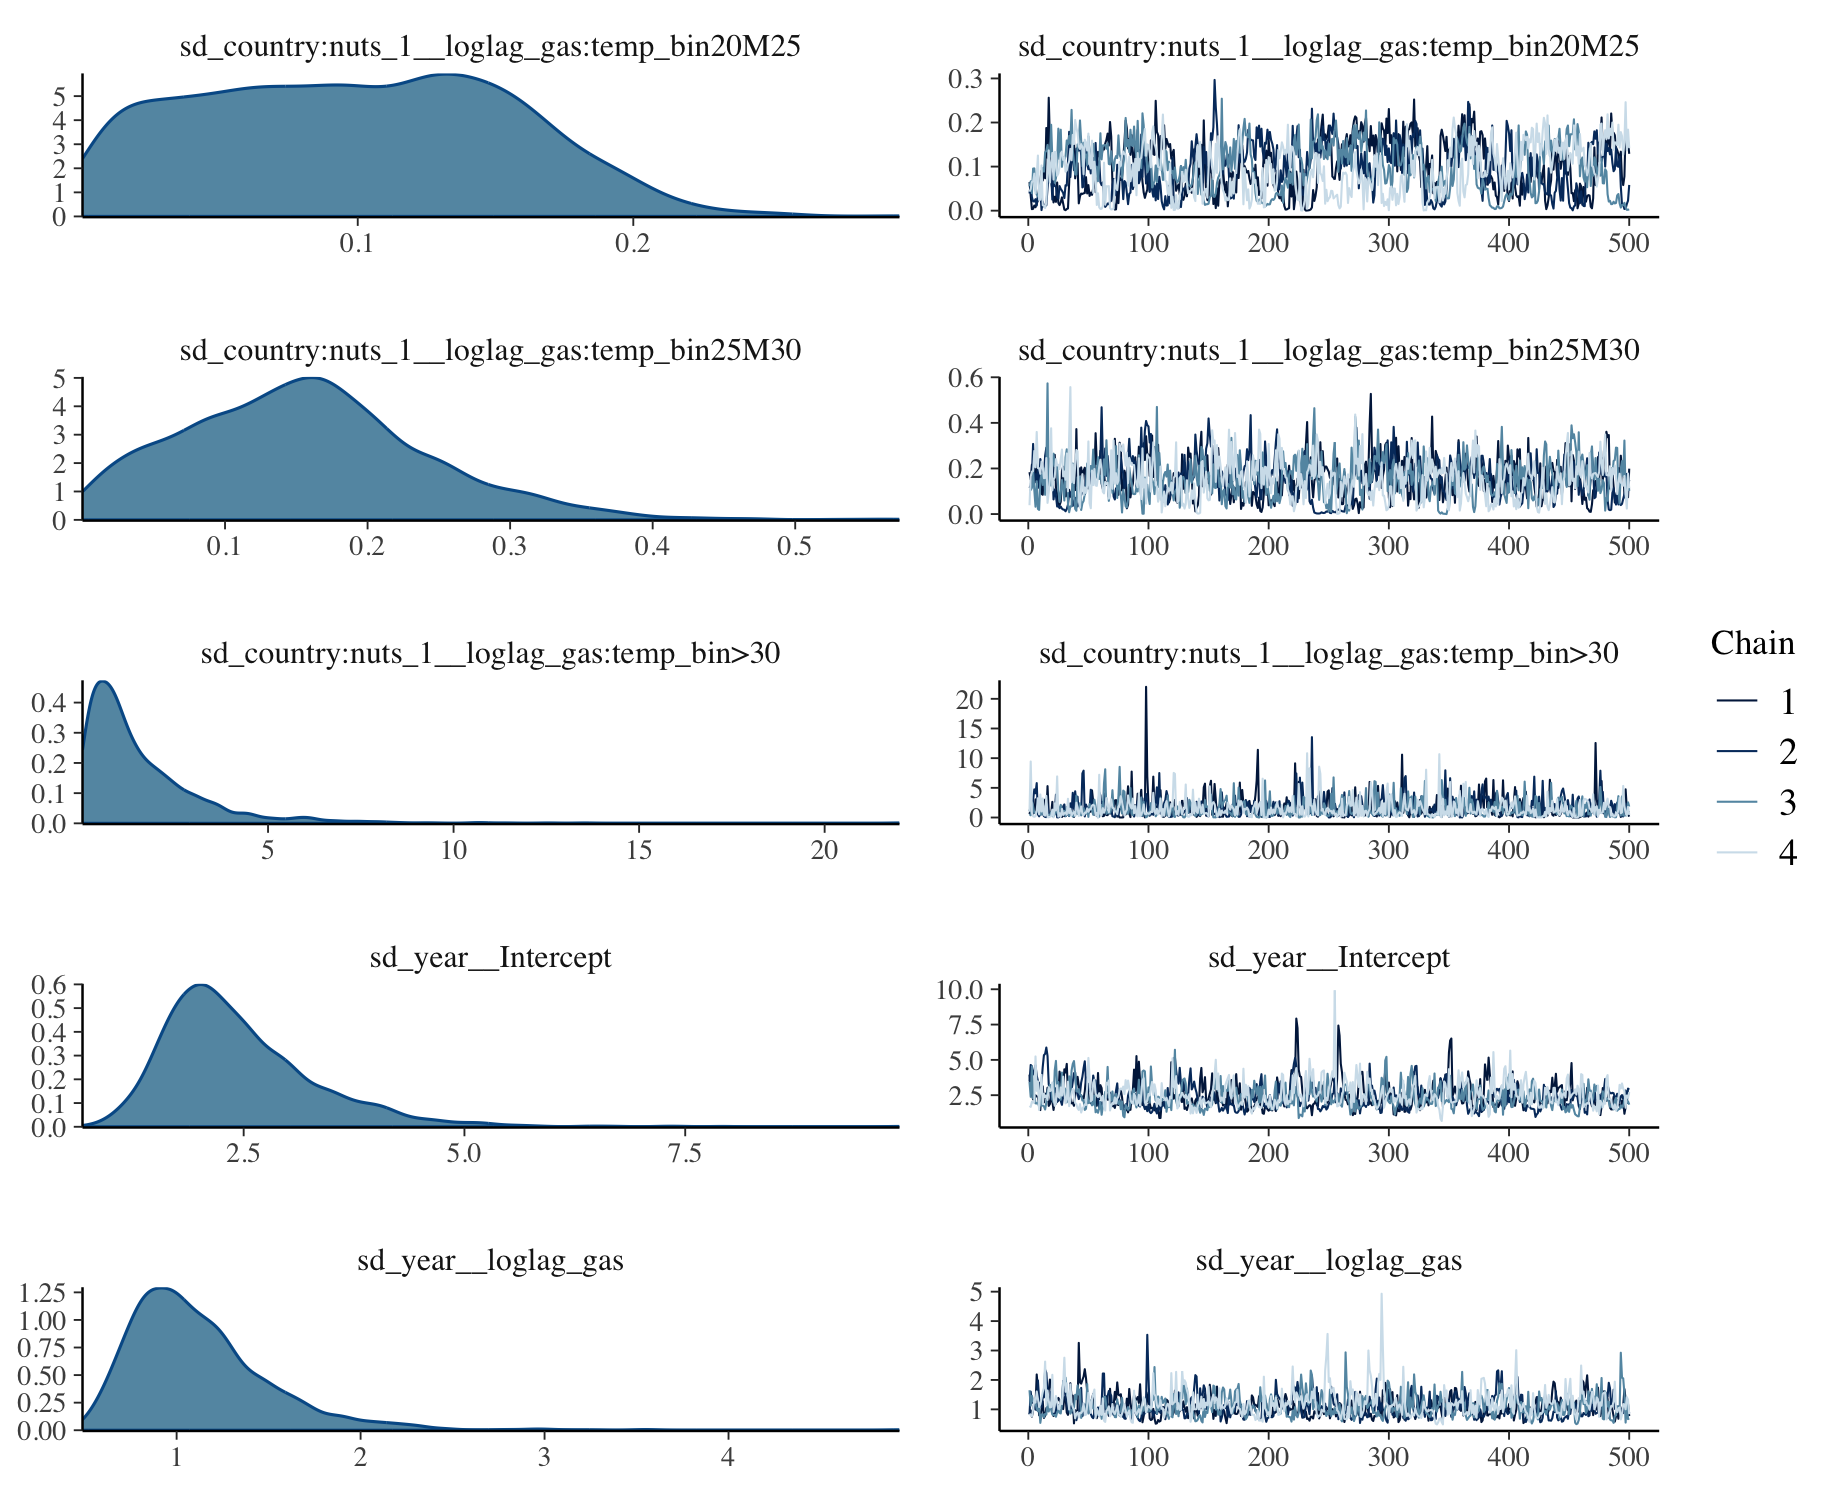 sd_country:nuts_1__loglag_gas:temp_bin20M25
5
4
3
2
1
0
0.1 0.2
sd_country:nuts_1__loglag_gas:temp_bin20M25
0.3
0.2
0.1
0.0
0 100 200 300 400 500
sd_country:nuts_1__loglag_gas:temp_bin25M30
5
4
3
2
1
0
0.1 0.2 0.3 0.4 0.5
sd_country:nuts_1__loglag_gas:temp_bin25M30
0.6
0.4
0.2
0.0
0 100 200 300 400 500
sd_country:nuts_1__loglag_gas:temp_bin>30
0.4
0.3
0.2
0.1
0.0
5 10 15 20
sd_country:nuts_1__loglag_gas:temp_bin>30
20
15
10
5
0
0 100 200 300 400 500
sd_year__Intercept
0.6
0.5
0.4
0.3
0.2
0.1
0.0
2.5 5.0 7.5
sd_year__Intercept
10.0
7.5
5.0
2.5
0 100 200 300 400 500
sd_year__loglag_gas
1.25
1.00
0.75
0.50
0.25
0.00
1 2 3 4
sd_year__loglag_gas
5
4
3
2
1
0 100 200 300 400 500
Chain
1
2
3
4